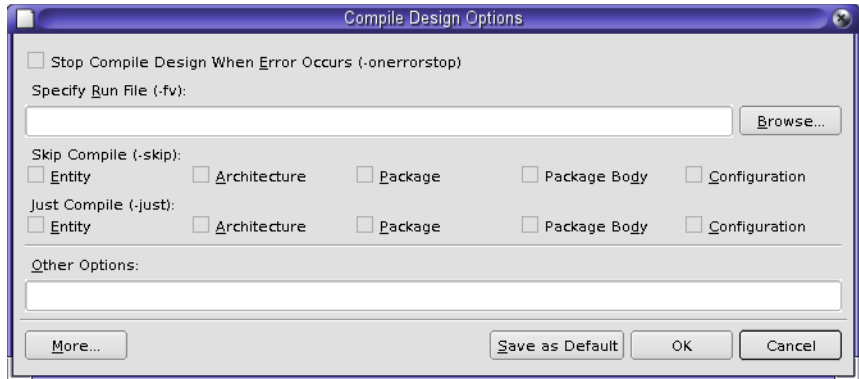 Compile Design Options
Stop Compile Design When Error Occurs (-onerrorstop)
Specify Run File (-fv):
Browse...
Skip Compile (-skip):
Entity Architecture Package Package Body Configuration
Just Compile (-just):
Entity Architecture Package Package Body Configuration
Other Options:
More... Save as Default OK Cancel